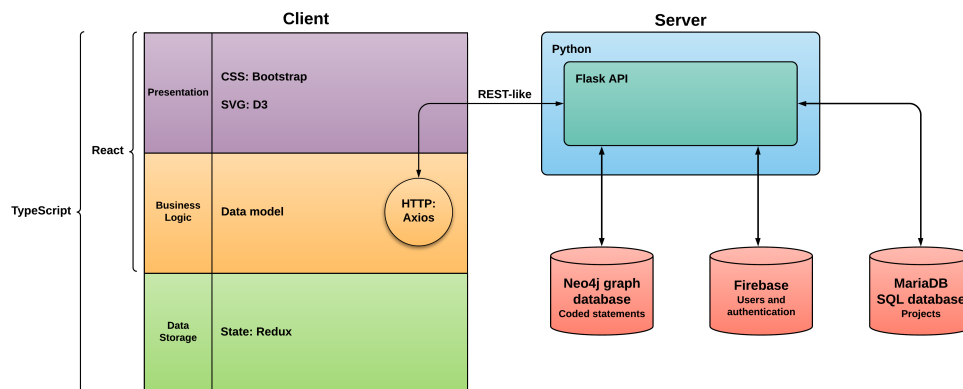 Client
Server
Python
CSS: Bootstrap
Flask API
Presentation
REST-like
SVG: D3
React
TypeScript
Business
Logic
Data model
HTTP:
Axios
Neo4j graph
database
Coded statements
Firebase
Users and
authentication
MariaDB
SQL database
Projects
Data
Storage
State: Redux